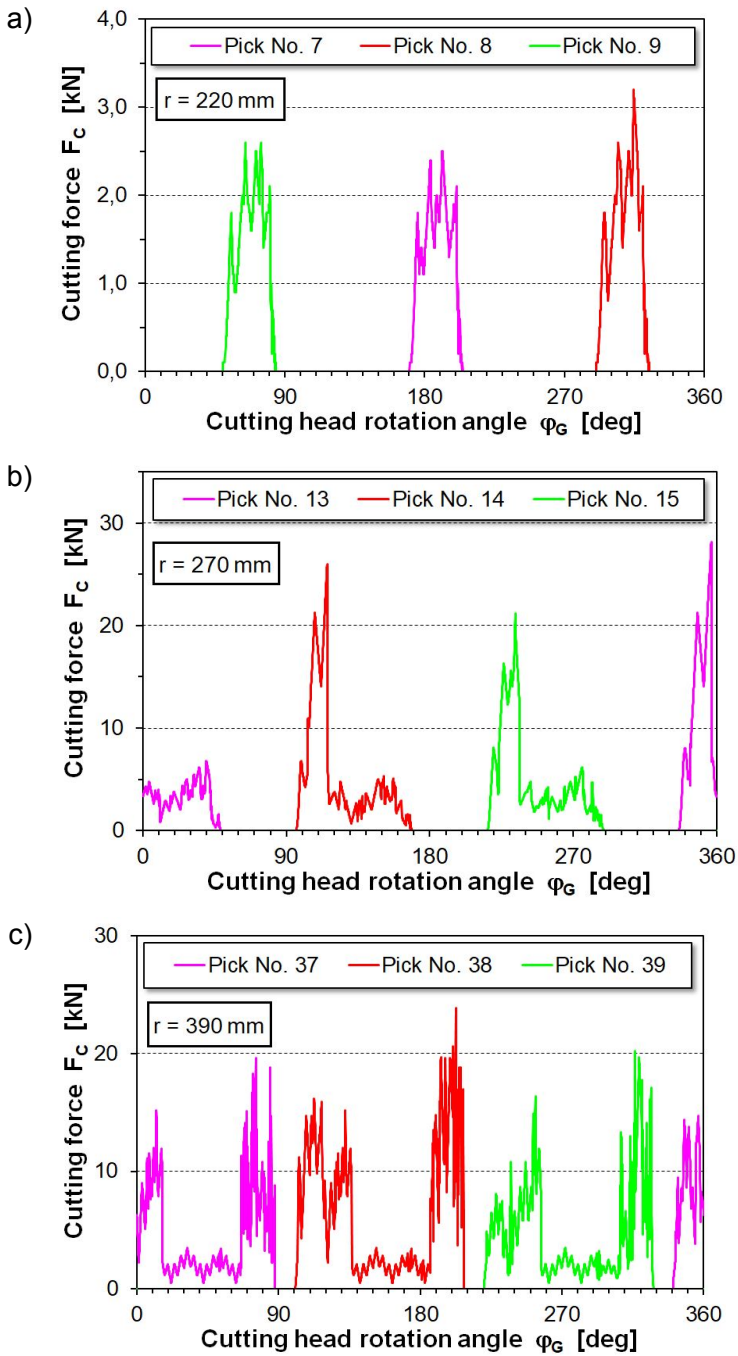 a)
4,0
Pick No. 7 Pick No. 8 Pick No. 9
r = 220 mm
3,0
2,0
1,0
0,0
Cutting force FC [kN]
0 90 180 270 360
Cutting head rotation angle φG [deg]
b)
Pick No. 13 Pick No. 14 Pick No. 15
30
r = 270 mm
20
10
0
Cutting force FC [kN]
0 90 180 270 360
Cutting head rotation angle φG [deg]
c)
30
Pick No. 37 Pick No. 38 Pick No. 39
r = 390 mm
20
10
0
Cutting force FC [kN]
0 90 180 270 360
Cutting head rotation angle φG [deg]